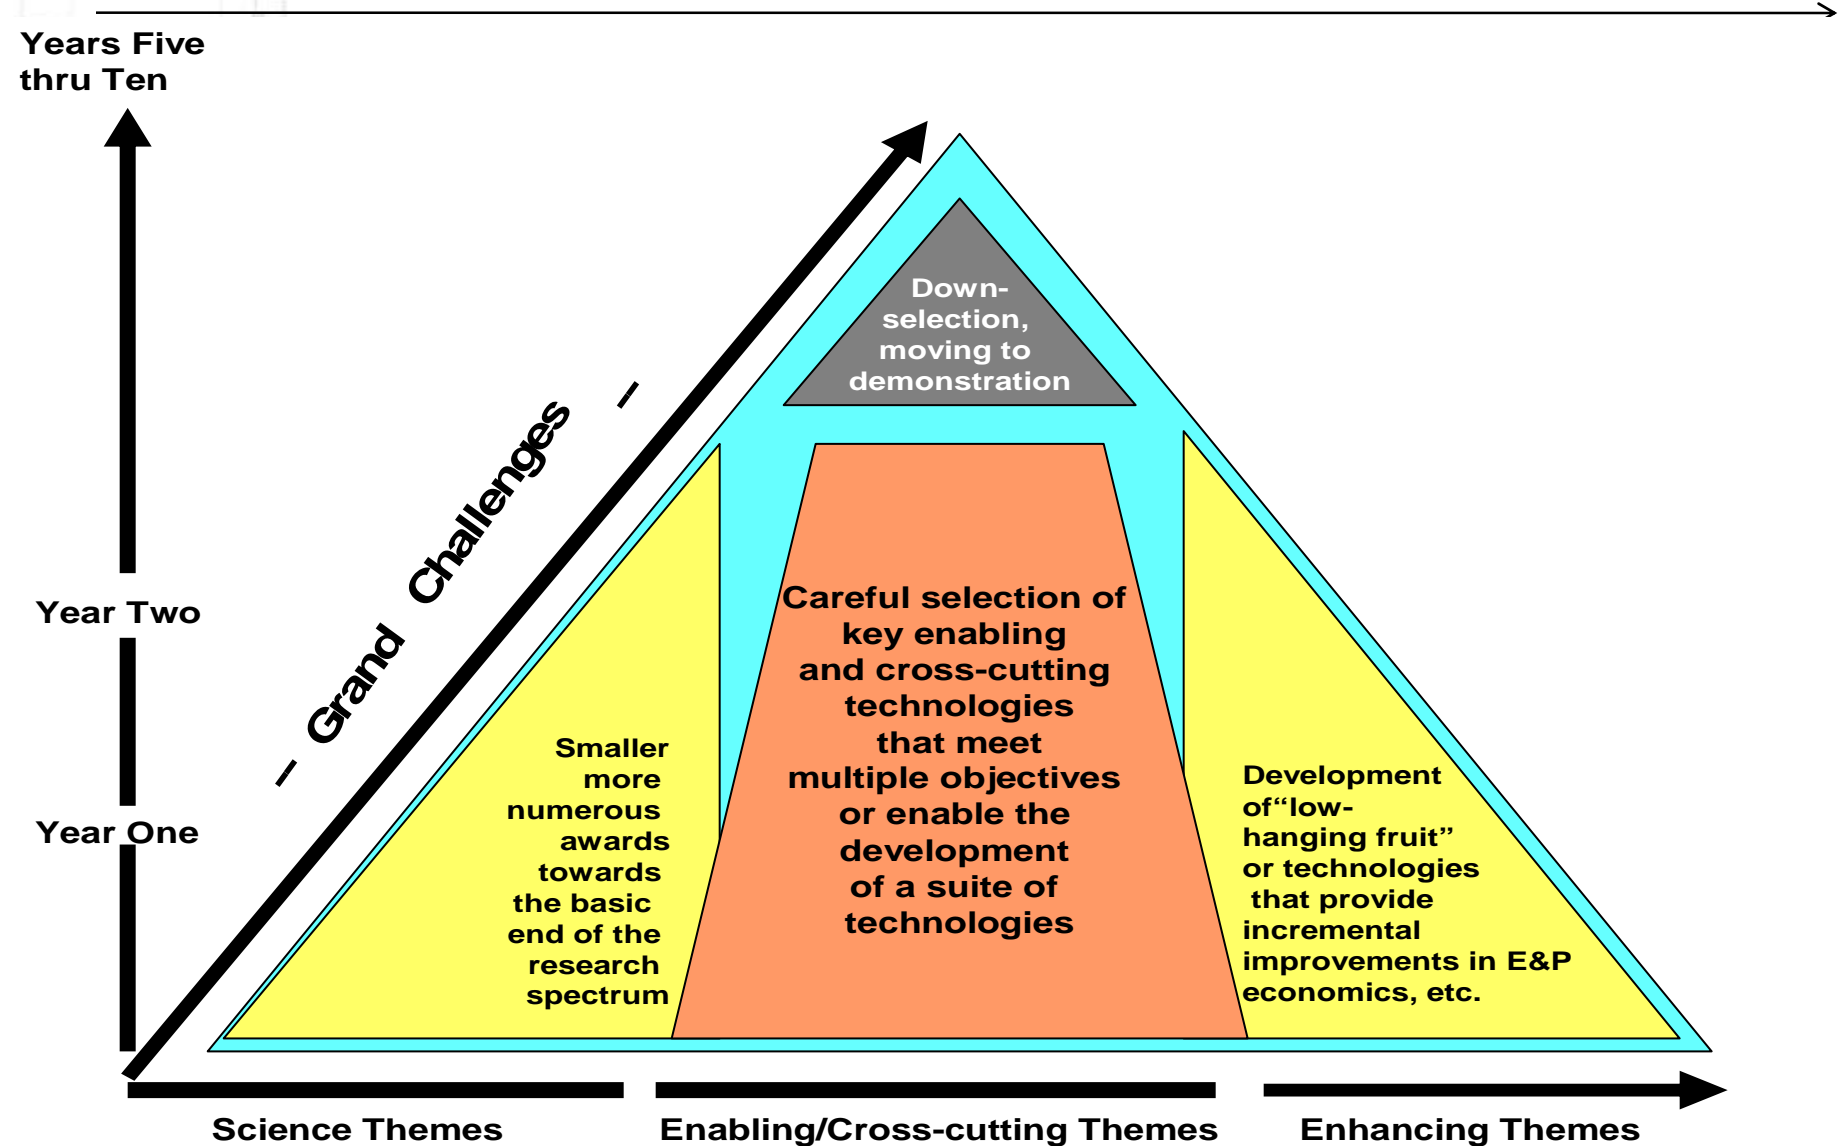 Years Five
thru Ten
Year Two
Year One
-- Grand Challenges --
Down-
selection,
moving to
demonstration
Smaller
more
numerous
awards
towards
the basic
end of the
research
spectrum
Careful selection of
key enabling
and cross-cutting
technologies
that meet
multiple objectives
or enable the
development
of a suite of
technologies
Development
of“low-
hanging fruit”
or technologies
that provide
incremental
improvements in E&P
economics, etc.
Science Themes
Enabling/Cross-cutting Themes
Enhancing Themes